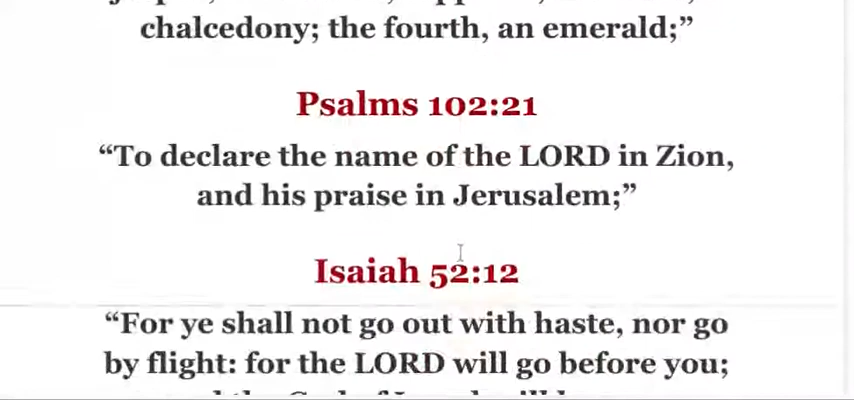 chalcedony; the fourth, an emerald;”
Psalms 102:21
“To declare the name of the LORD in Zion,
and his praise in Jerusalem;”
Isaiah 52:12
“For ye shall not go out with haste, nor go
by flight: for the LORD will go before you;